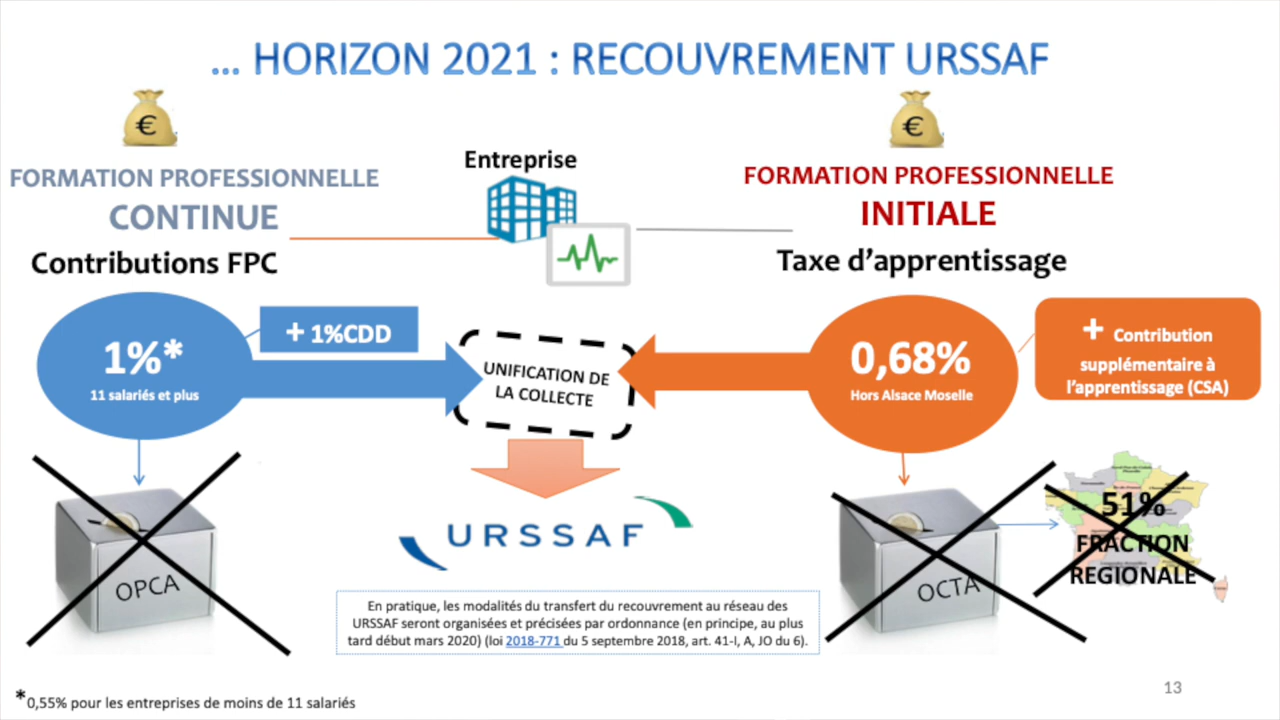 ... HORIZON 2021 : RECOUVREMENT URSSAF
€
€
FORMATION PROFESSIONNELLE
CONTINUE
Contributions FPC
Entreprise
FORMATION PROFESSIONNELLE
INITIALE
Taxe d’apprentissage
1%*
11 salariés et plus
+ 1%CDD
UNIFICATION DE
LA COLLECTE
0,68%
Hors Alsace Moselle
+ Contribution
supplémentaire à
l’apprentissage (CSA)
OPCA
URSSAF
OCTA
51%
FRACTION
REGIONALE
En pratique, les modalités du transfert du recouvrement au réseau des
URSSAF seront organisées et précisées par ordonnance (en principe, au plus
tard début mars 2020) (loi 2018-771 du 5 septembre 2018, art. 41-I, A, JO du 6).
13
*0,55% pour les entreprises de moins de 11 salariés